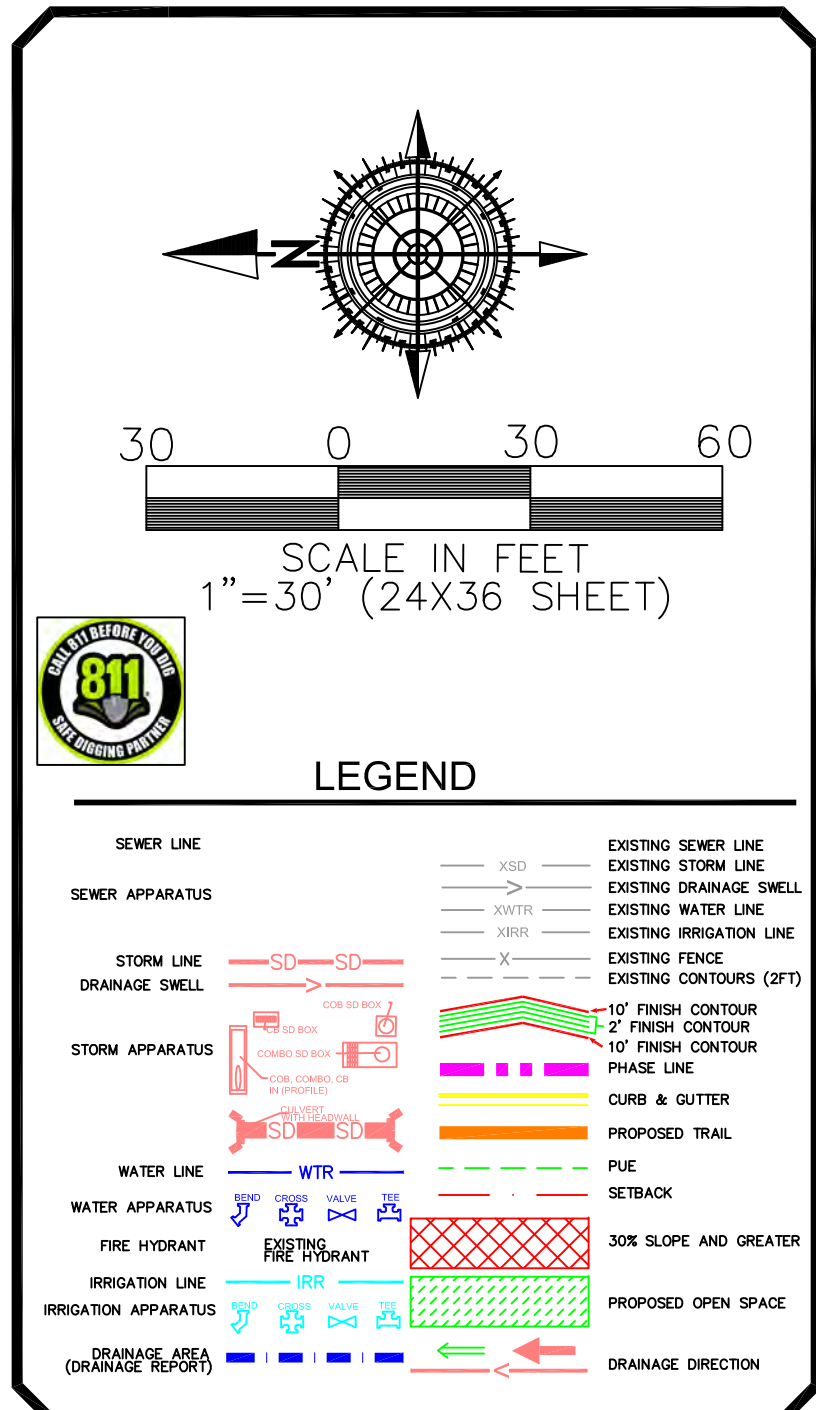 N
30 0 30 60
SCALE IN FEET
1"=30' (24X36 SHEET)
CALL 811 BEFORE YOU DIG
811
SAFE DIGGING PARTNER
LEGEND
SEWER LINE
SEWER APPARATUS
STORM LINE
SD SD
DRAINAGE SWELL
>
STORM APPARATUS
COB SD BOX
CB SD BOX
COMBO SD BOX
COB, COMBO, CB
IN (PROFILE)
CULVERT
WITH HEADWALL
SD SD
WATER LINE
WTR
WATER APPARATUS
BEND CROSS VALVE TEE
FIRE HYDRANT
EXISTING
FIRE HYDRANT
IRRIGATION LINE
IRR
IRRIGATION APPARATUS
BEND CROSS VALVE TEE
DRAINAGE AREA
(DRAINAGE REPORT)
EXISTING SEWER LINE
XSD EXISTING STORM LINE
> EXISTING DRAINAGE SWELL
XWTR EXISTING WATER LINE
XIRR EXISTING IRRIGATION LINE
X EXISTING FENCE
EXISTING CONTOURS (2FT)
10' FINISH CONTOUR
2' FINISH CONTOUR
10' FINISH CONTOUR
PHASE LINE
CURB & GUTTER
PROPOSED TRAIL
PUE
SETBACK
30% SLOPE AND GREATER
PROPOSED OPEN SPACE
< DRAINAGE DIRECTION